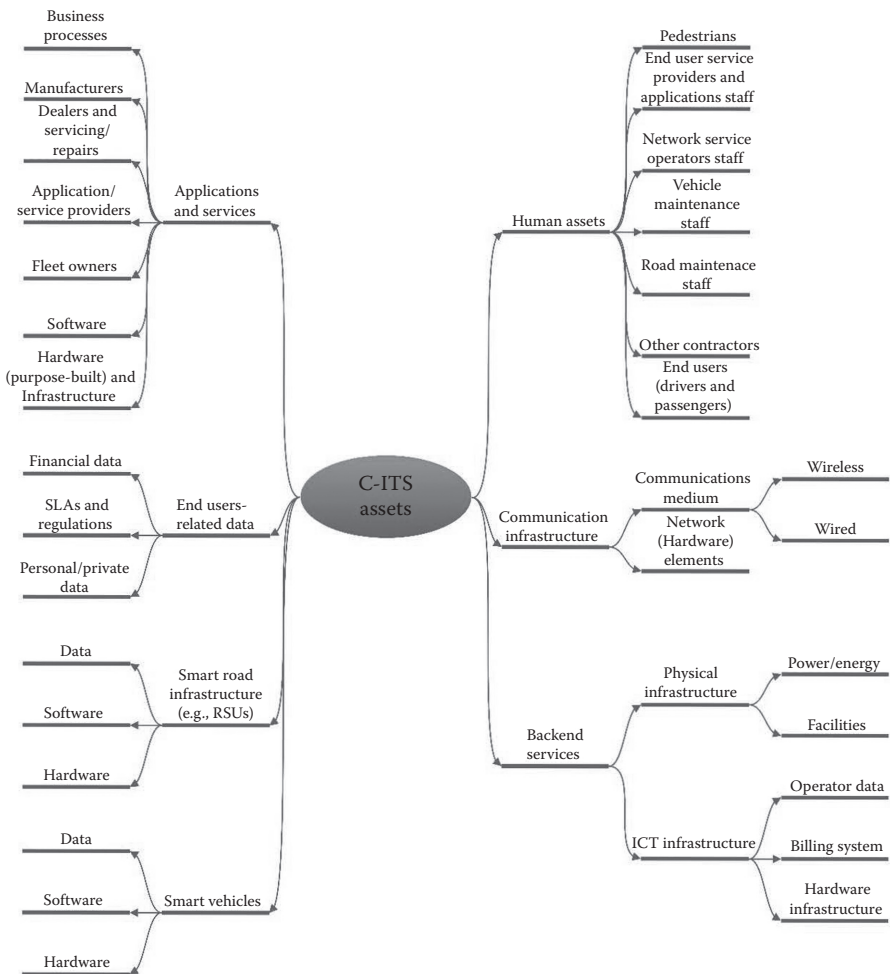 Business
processes
Manufacturers
Dealers and
servicing/
repairs
Application/
service providers
Fleet owners
Software
Hardware
(purpose-built) and
Infrastructure
Applications
and services
Financial data
SLAs and
regulations
Personal/private
data
End users-
related data
Data
Software
Hardware
Smart road
infrastructure
(e.g., RSUs)
Data
Software
Hardware
Smart vehicles
C-ITS
assets
Human assets
Pedestrians
End user service
providers and
applications staff
Network service
operators staff
Vehicle
maintenance
staff
Road maintenace
staff
Other contractors
End users
(drivers and
passengers)
Communication
infrastructure
Communications
medium
Network
(Hardware)
elements
Wireless
Wired
Backend
services
Physical
infrastructure
Power/energy
Facilities
ICT infrastructure
Operator data
Billing system
Hardware
infrastructure